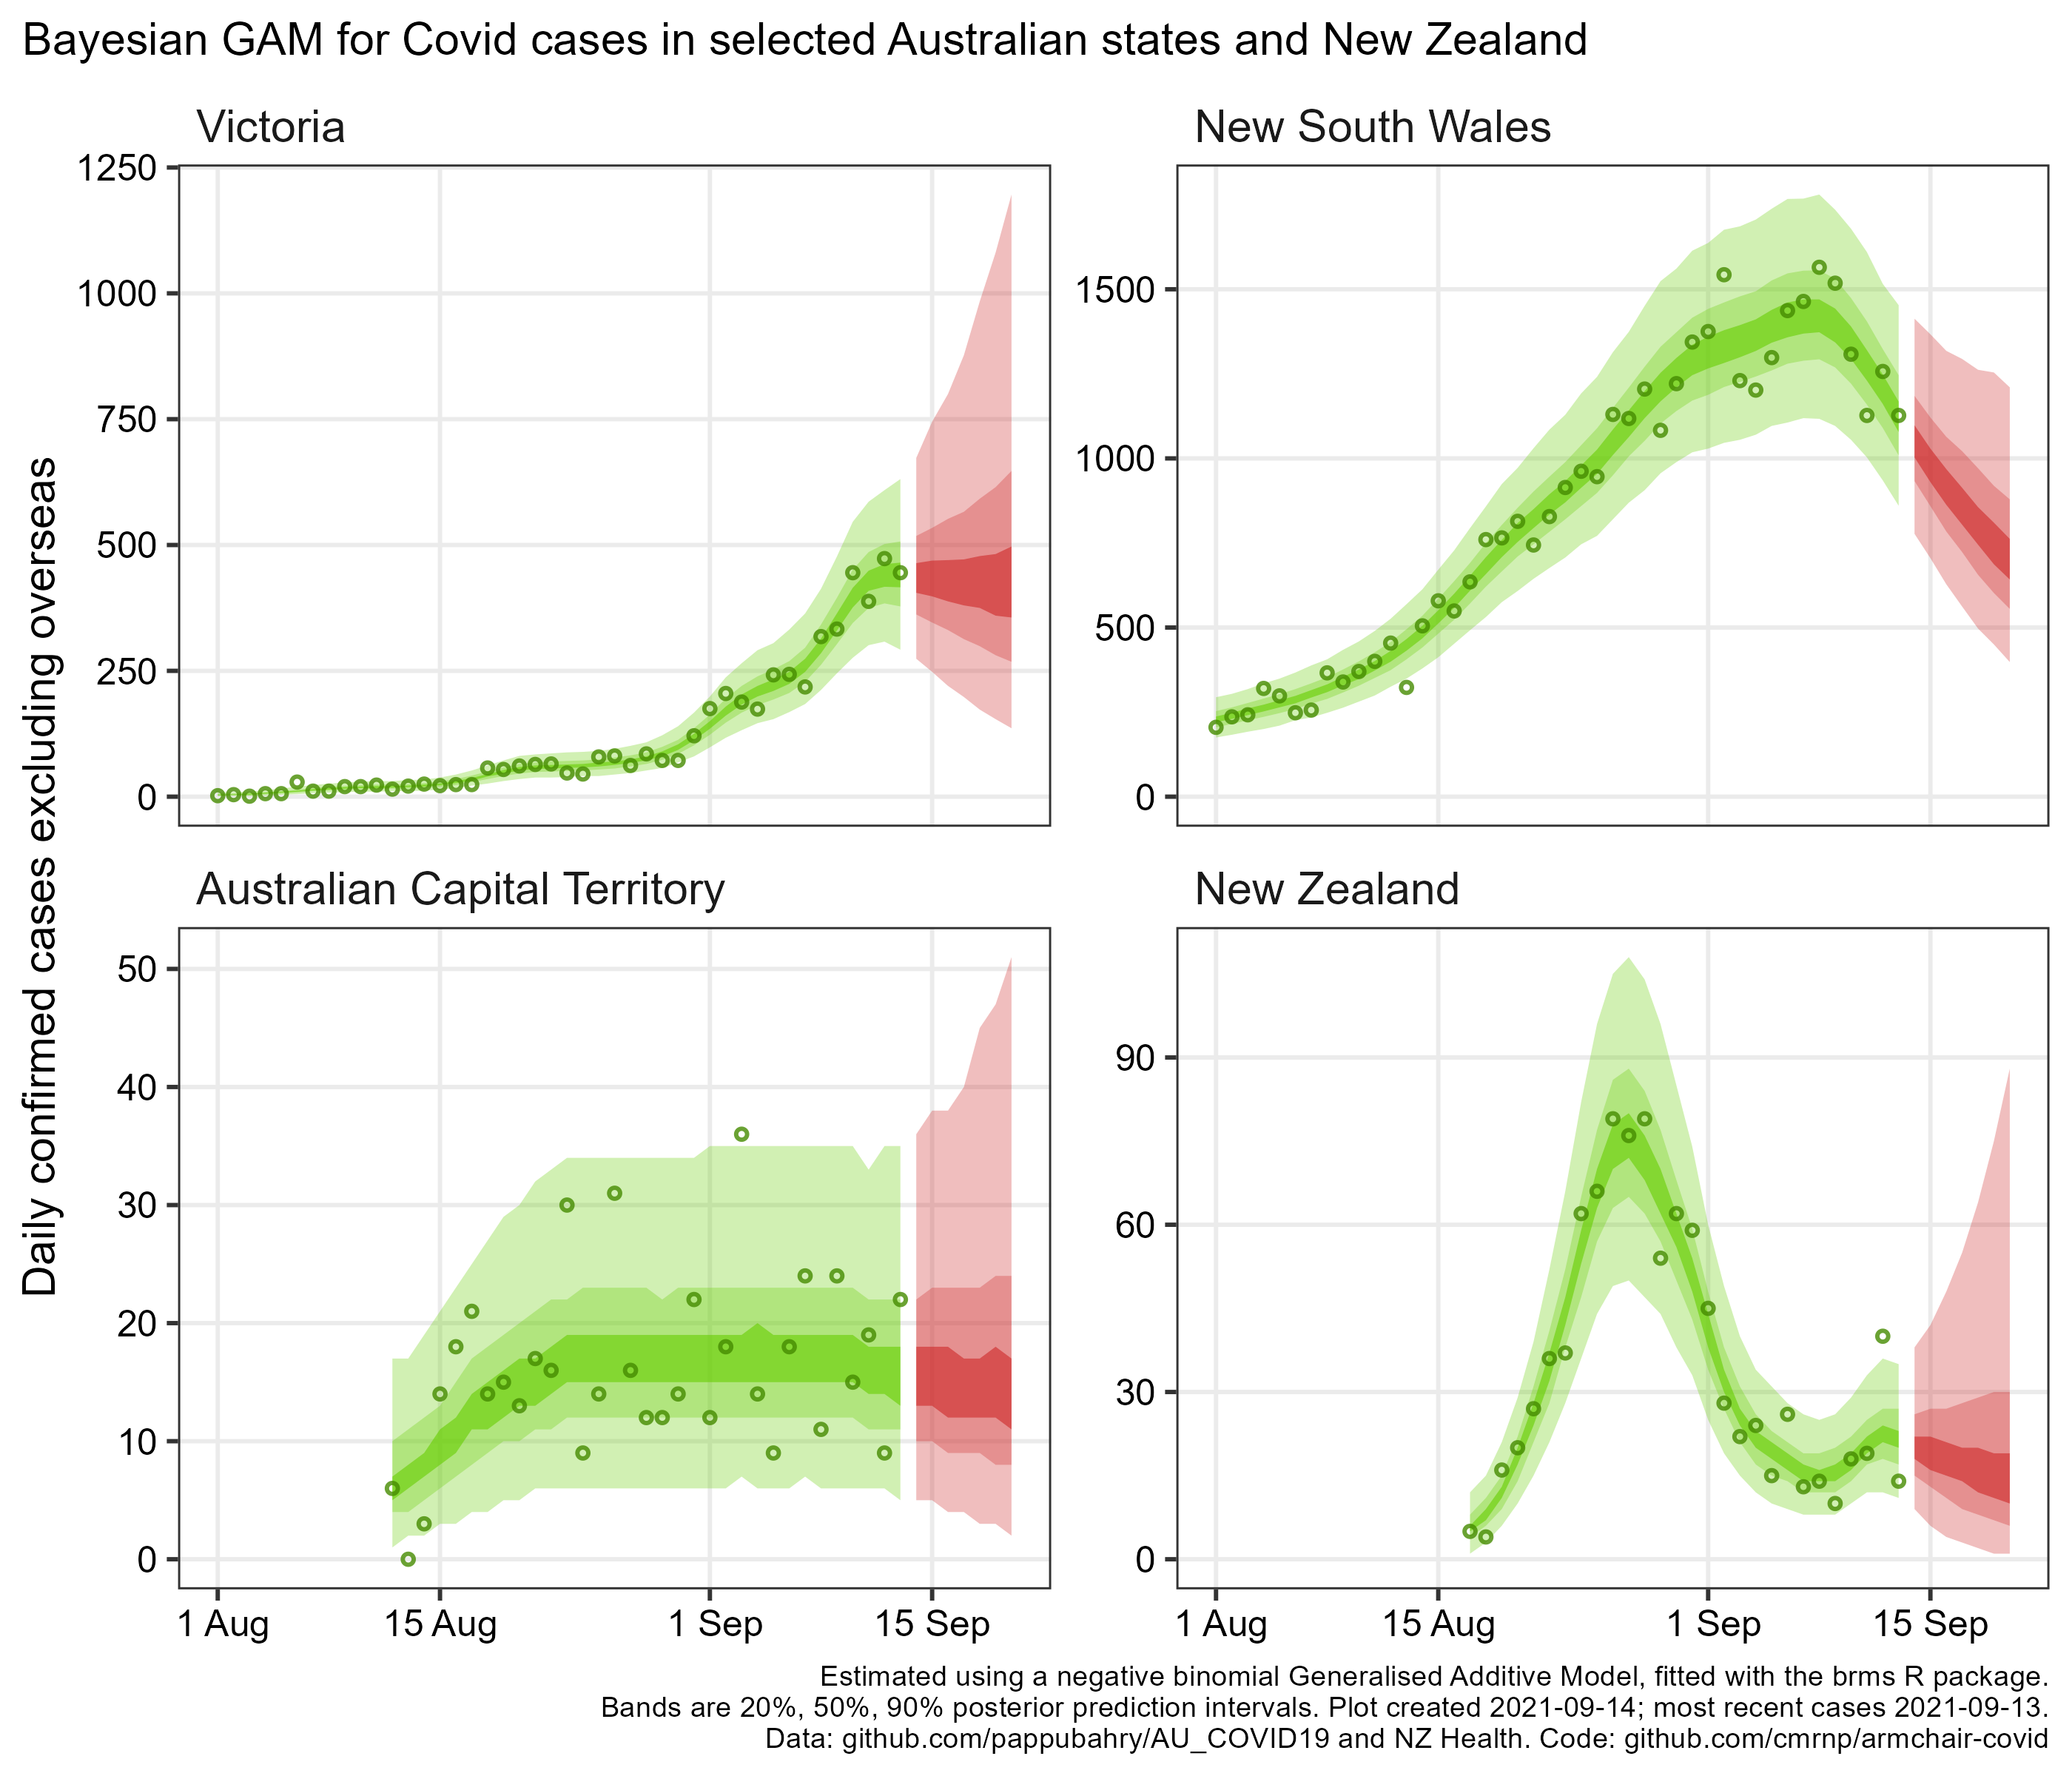 Bayesian GAM for Covid cases in selected Australian states and New Zealand
Daily confirmed cases excluding overseas
Victoria
1250
1000
750
500
250
0
New South Wales
1500
1000
500
0
Australian Capital Territory
50
40
30
20
10
0
1 Aug 15 Aug 1 Sep 15 Sep
New Zealand
90
60
30
0
1 Aug 15 Aug 1 Sep 15 Sep
Estimated using a negative binomial Generalised Additive Model, fitted with the brms R package.
Bands are 20%, 50%, 90% posterior prediction intervals. Plot created 2021-09-14; most recent cases 2021-09-13.
Data: github.com/pappubahry/AU_COVID19 and NZ Health. Code: github.com/cmrnp/armchair-covid